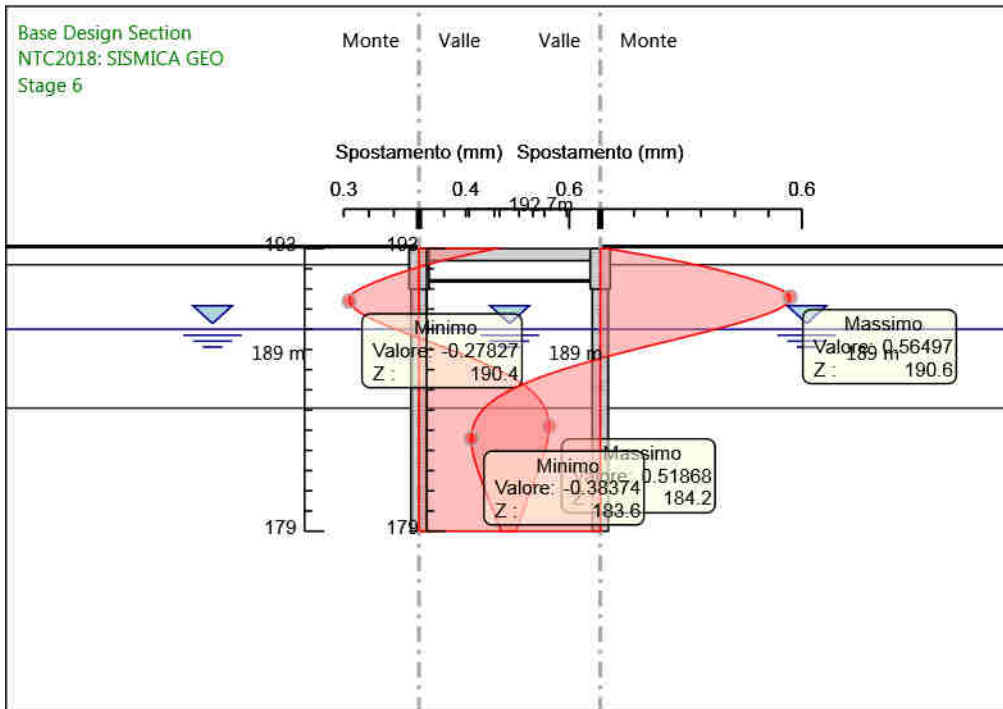 Base Design Section
NTC2018: SISMICA GEO
Stage 6
Monte Valle Valle Monte
Spostamento (mm) Spostamento (mm)
0.3 0.4 0.6 0.6
192.7m
193 193
Minimo
Valore: -0.27827
Z : 190.4
Massimo
Valore: 0.56497
Z : 190.6
189 m 189 m 189 m
Massimo
Valore: 0.51868
Z : 184.2
Minimo
Valore: -0.38374
Z : 183.6
179 179